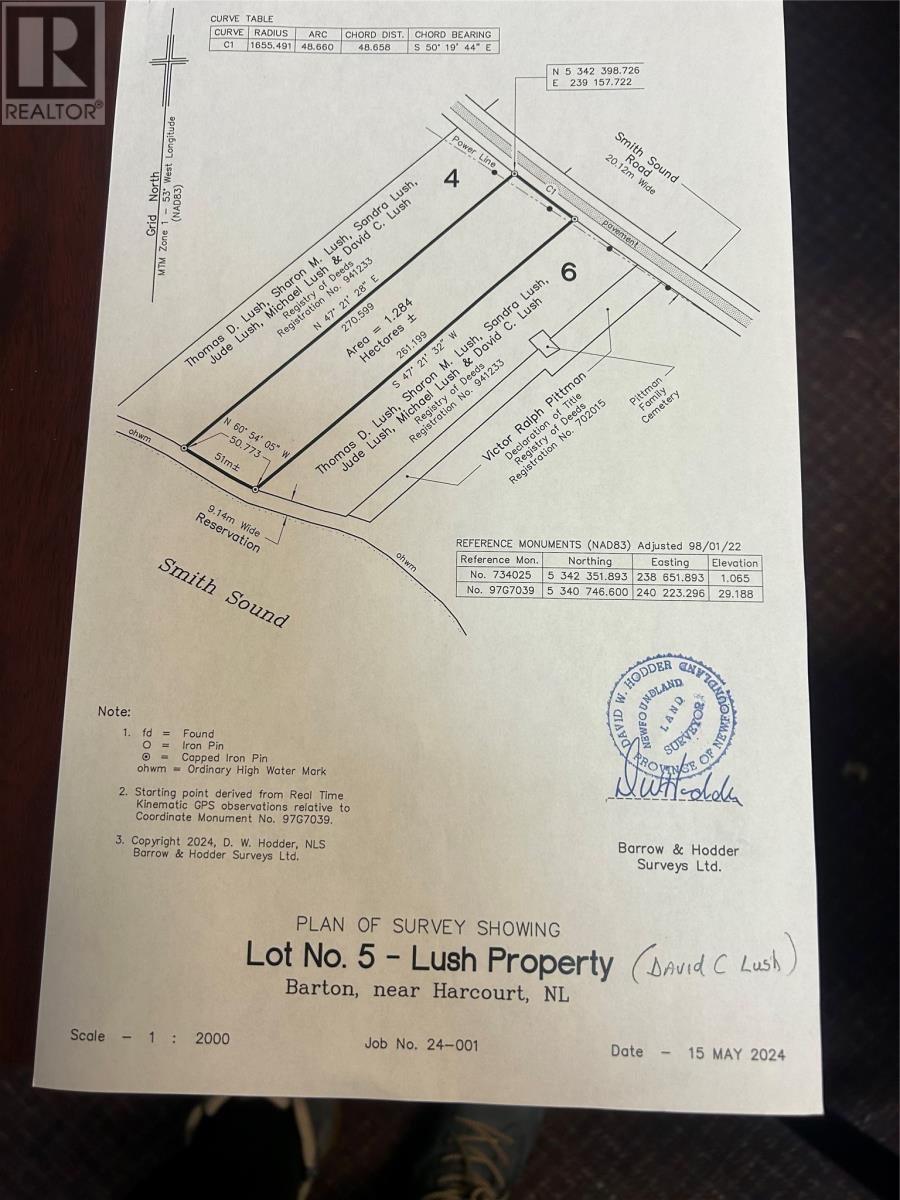 REALTOR®
CURVE TABLE
CURVE RADIUS ARC CHORD DIST. CHORD BEARING
C1 1655.491 48.660 48.658 S 50° 19' 44" E
N 5 342 398.726
E 239 157.722
Grid North
MTM Zone 1 - 53° West Longitude
(NAD83)
Smith Sound
Road
20.12m Wide
Power Line
C1
pavement
4
Thomas D. Lush, Sharon M. Lush, Sandra Lush,
Jude Lush, Michael Lush & David C. Lush
Registry of Deeds
Registration No. 941233
N 47° 21' 28" E
270.599
Area = 1.284
Hectares ±
261.199
S 47° 21' 32" W
6
Thomas D. Lush, Sharon M. Lush, Sandra Lush,
Jude Lush, Michael Lush & David C. Lush
Registry of Deeds
Registration No. 941233
Victor Ralph Pittman
Declaration of Title
Registry of Deeds
Registration No. 702015
Pittman
Family
Cemetery
N 60° 54' 05" W
50.773
51m±
ohwm
9.14m Wide
Reservation
ohwm
Smith Sound
REFERENCE MONUMENTS (NAD83) Adjusted 98/01/22
Reference Mon. Northing Easting Elevation
No. 734025 5 342 351.893 238 651.893 1.065
No. 97G7039 5 340 746.600 240 223.296 29.188
DAVID W. HODDER
NEWFOUNDLAND
LAND
SURVEYOR
PROVINCE OF NEWFOUNDLAND
DW Hodder
Barrow & Hodder
Surveys Ltd.
Note:
1. fd = Found
O = Iron Pin
⊙ = Capped Iron Pin
ohwm = Ordinary High Water Mark
2. Starting point derived from Real Time
Kinematic GPS observations relative to
Coordinate Monument No. 97G7039.
3. Copyright 2024, D. W. Hodder, NLS
Barrow & Hodder Surveys Ltd.
PLAN OF SURVEY SHOWING
Lot No. 5 - Lush Property (David C Lush)
Barton, near Harcourt, NL
Scale - 1 : 2000
Job No. 24-001
Date - 15 MAY 2024